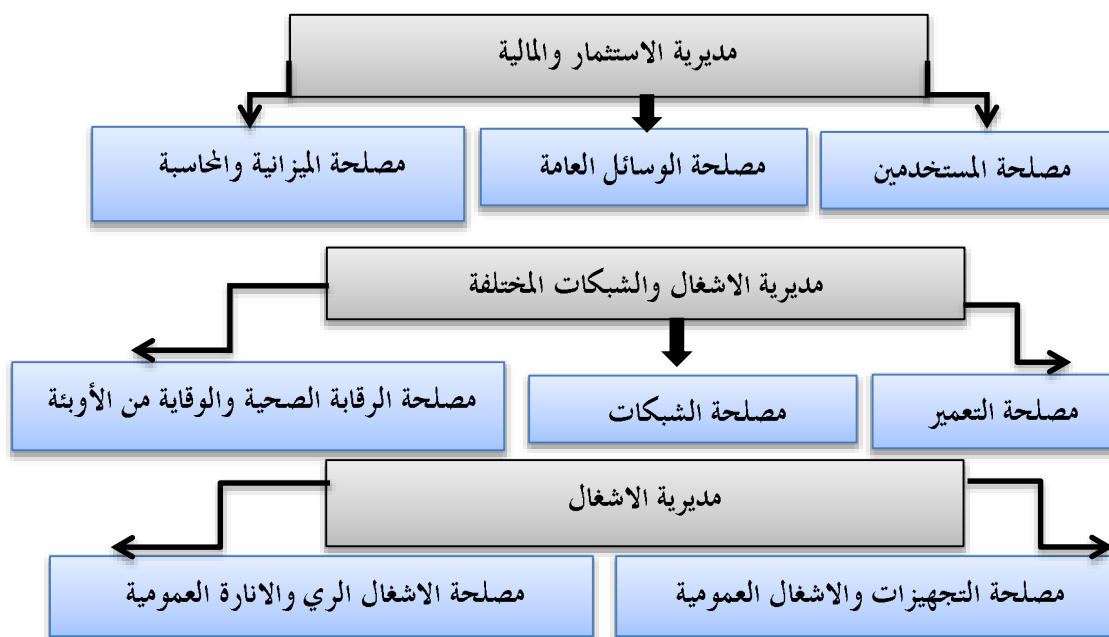 مديرية الاستثمار والمالية
مصلحة المستخدمين
مصلحة الوسائل العامة
مصلحة الميزانية والمحاسبة
مديرية الاشغال والشبكات المختلفة
مصلحة التعمير
مصلحة الشبكات
مصلحة الرقابة الصحية والوقاية من الأوبئة
مديرية الاشغال
مصلحة التجهيزات والاشغال العمومية
مصلحة الاشغال الري والانارة العمومية